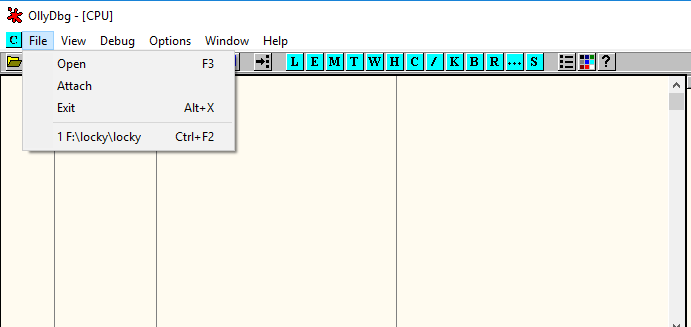 OllyDbg - [CPU]
C File View Debug Options Window Help
L E M T W H C / K B R ... S ?
Open F3
Attach
Exit Alt+X
1 F:\locky\locky Ctrl+F2